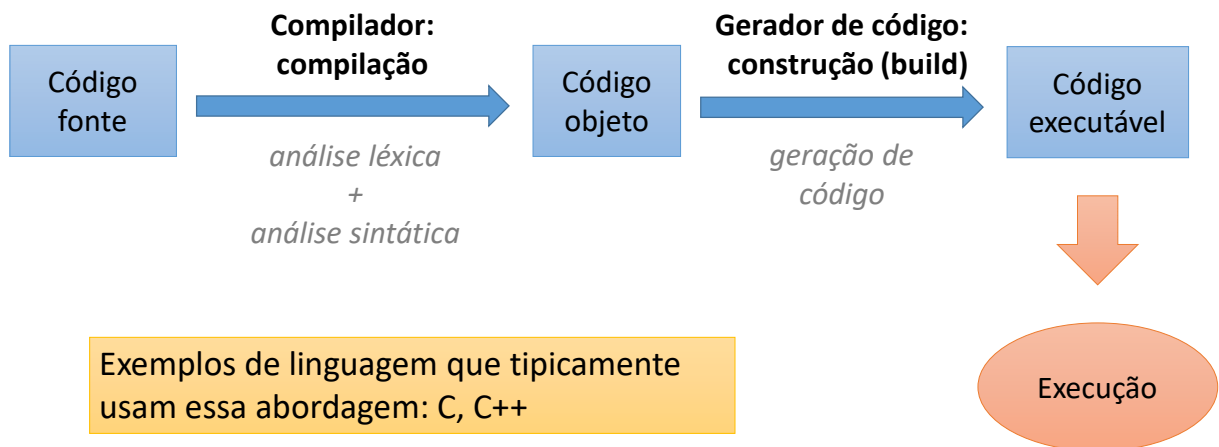 Compilador:
compilação
Gerador de código:
construção (build)
Código
fonte
Código
objeto
Código
executável
análise léxica
+
análise sintática
geração de
código
Exemplos de linguagem que tipicamente
usam essa abordagem: C, C++
Execução